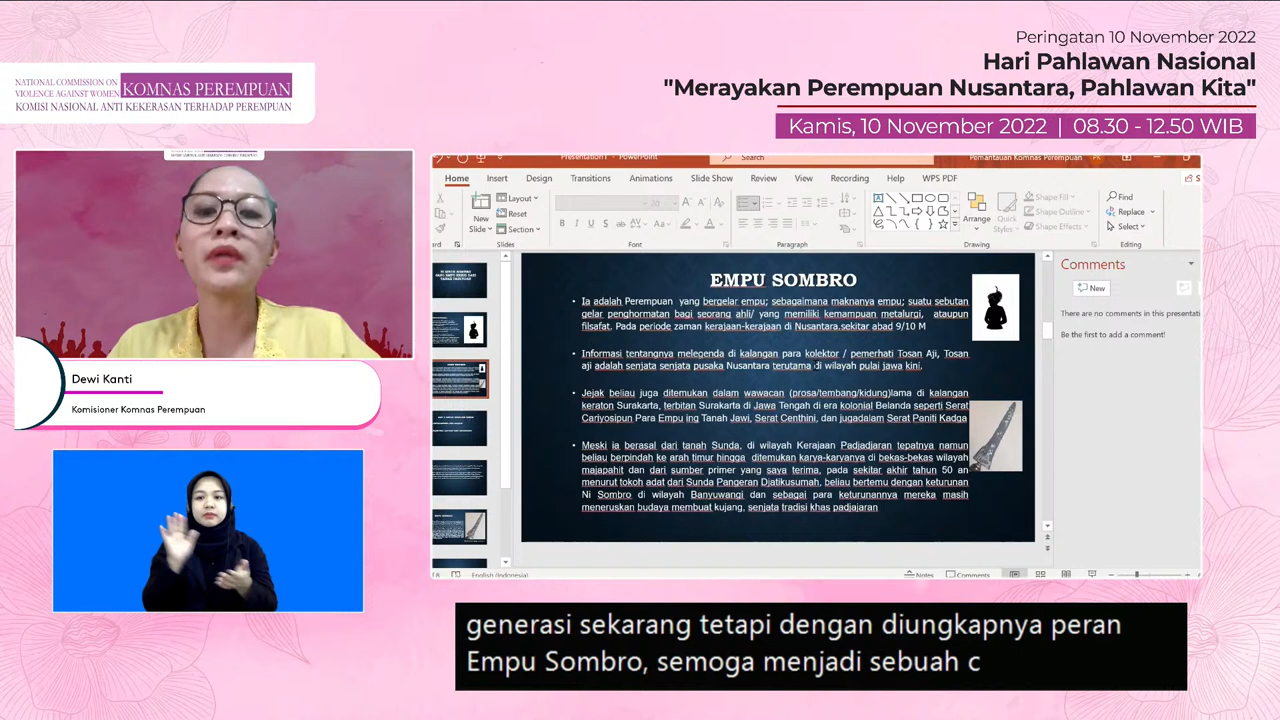 Peringatan 10 November 2022
Hari Pahlawan Nasional
"Merayakan Perempuan Nusantara, Pahlawan Kita"
Kamis, 10 November 2022 | 08.30 - 12.50 WIB
NATIONAL COMMISSION ON
VIOLENCE AGAINST WOMEN
KOMNAS PEREMPUAN
KOMISI NASIONAL ANTI KEKERASAN TERHADAP PEREMPUAN
Dewi Kanti
Komisioner Komnas Perempuan
Presentation1 - PowerPoint
Search
Pemantauan Komnas Perempuan
Home Insert Design Transitions Animations Slide Show Review View Recording Help WPS PDF
New
Slide
Layout
Reset
Section
Slides
Font
Paragraph
Arrange
Quick
Styles
Shape Fill
Shape Outline
Shape Effects
Drawing
Find
Replace
Select
Editing
EMPU SOMBRO
Ia adalah Perempuan yang bergelar empu; sebagaimana maknanya empu; suatu sebutan
gelar penghormatan bagi seorang ahli/ yang memiliki kemampuan metalurgi, ataupun
filsafat. Pada periode zaman kerajaan-kerajaan di Nusantara.sekitar abad 9/10 M
Informasi tentangnya melegenda di kalangan para kolektor / pemerhati Tosan Aji, Tosan
aji adalah senjata senjata pusaka Nusantara terutama di wilayah pulai jawa kini,
Jejak beliau juga ditemukan dalam wawacan (prosa/tembang/kidung)lama di kalangan
keraton Surakarta, terbitan Surakarta di Jawa Tengah di era kolonial Belanda seperti Serat
Cariyosipun Para Empu ing Tanah Jawi, Serat Centhini, dan jugadalam Serat Paniti Kadga
Meski ia berasal dari tanah Sunda, di wilayah Kerajaan Padjadjaran tepatnya namun
beliau berpindah ke arah timur hingga ditemukan karya-karyanya di bekas-bekas wilayah
majapahit dan dari sumber primer yang saya terima, pada sekitar akhir tahun 50 an
menurut tokoh adat dari Sunda Pangeran Djatikusumah, beliau bertemu dengan keturunan
Ni Sombro di wilayah Banyuwangi dan sebagai para keturunannya mereka masih
meneruskan budaya membuat kujang, senjata tradisi khas padjajaran
Comments
New
There are no comments in this presentati
Be the first to add a comment!
English (Indonesia)
Notes
Comments
generasi sekarang tetapi dengan diungkapnya peran
Empu Sombro, semoga menjadi sebuah c